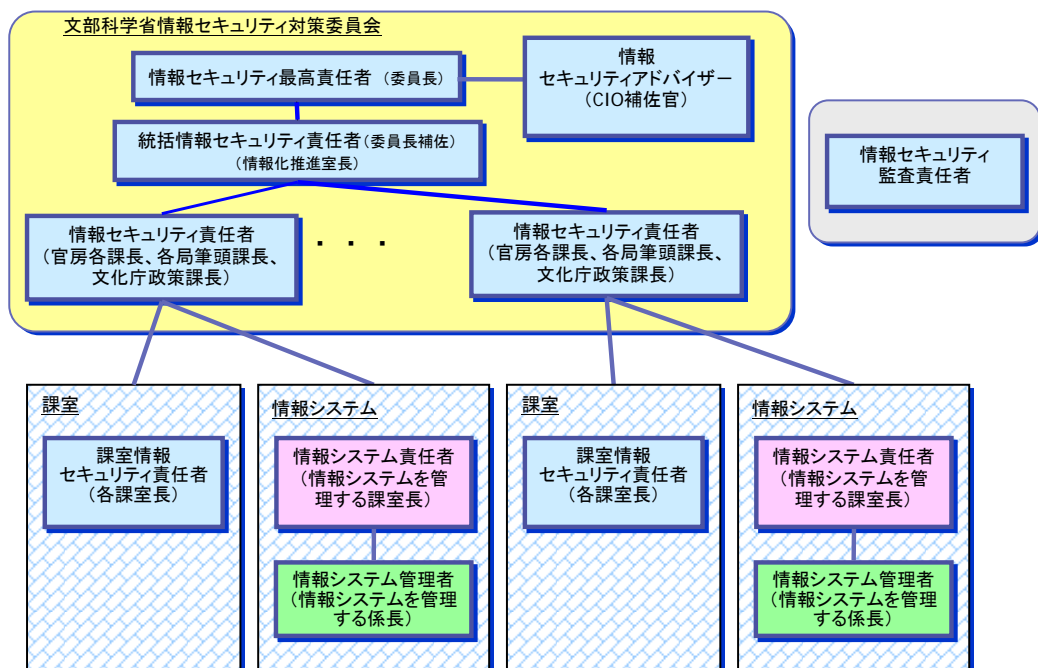 文部科学省情報セキュリティ対策委員会
情報セキュリティ最高責任者（委員長）
情報
セキュリティアドバイザー
（CIO補佐官）
統括情報セキュリティ責任者（委員長補佐）
（情報化推進室長）
情報セキュリティ
監査責任者
情報セキュリティ責任者
（官房各課長、各局筆頭課長、
文化庁政策課長）
・ ・ ・
情報セキュリティ責任者
（官房各課長、各局筆頭課長、
文化庁政策課長）
課室
課室情報
セキュリティ責任者
（各課室長）
情報システム
情報システム責任者
（情報システムを管
理する課室長）
情報システム管理者
（情報システムを管理
する係長）
課室
課室情報
セキュリティ責任者
（各課室長）
情報システム
情報システム責任者
（情報システムを管
理する課室長）
情報システム管理者
（情報システムを管理
する係長）